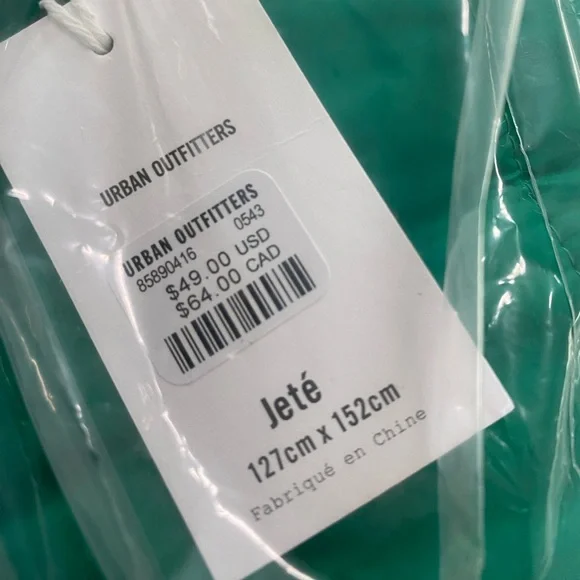 URBAN OUTFITTERS
URBAN OUTFITTERS
85890416 0543
$49.00 USD
$64.00 CAD
Jeté
127cm x 152cm
Fabriqué en Chine